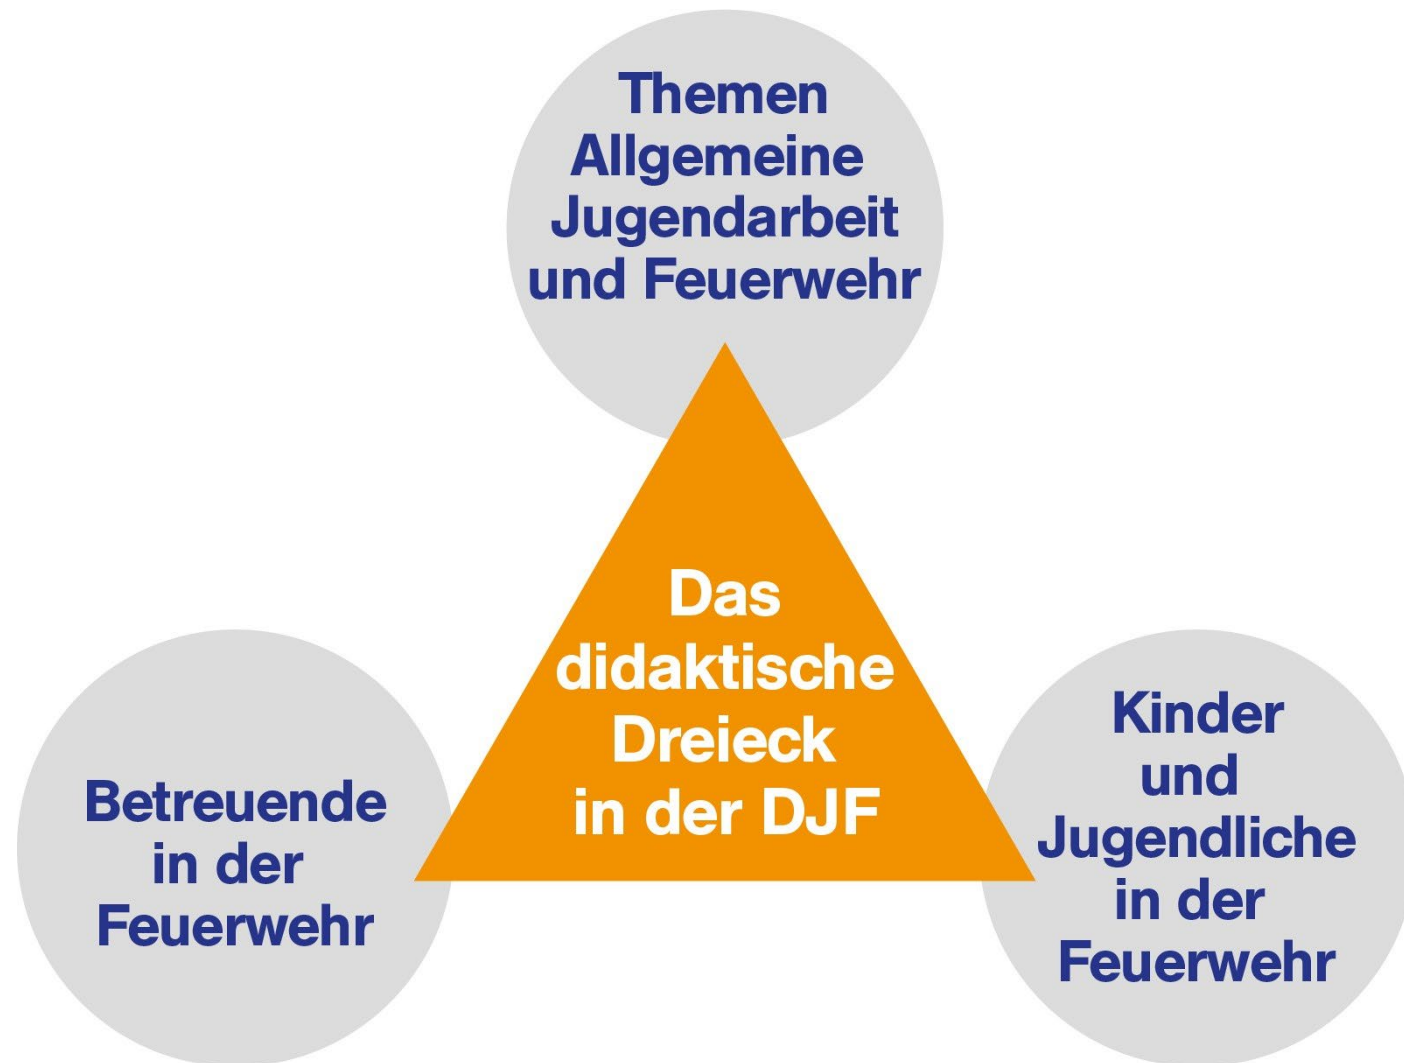 Themen
Allgemeine
Jugendarbeit
und Feuerwehr
Das
didaktische
Dreieck
in der DJF
Betreuende
in der
Feuerwehr
Kinder
und
Jugendliche
in der
Feuerwehr